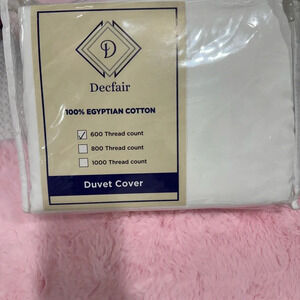 D
Decfair
100% EGYPTIAN COTTON
600 Thread count
800 Thread count
1000 Thread count
Duvet Cover